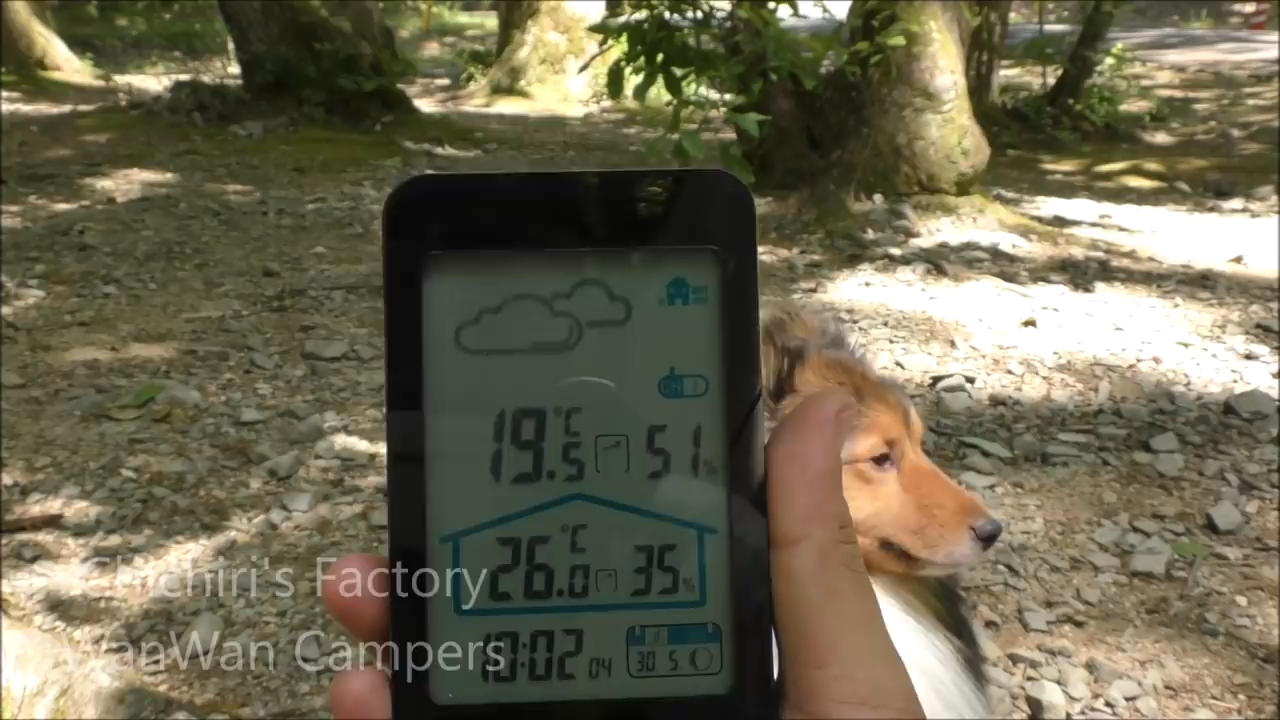 19.5 °C 51 %
26.0 °C 35 %
10:02 04
30 5
Chichiri's Factory
WanWan Campers